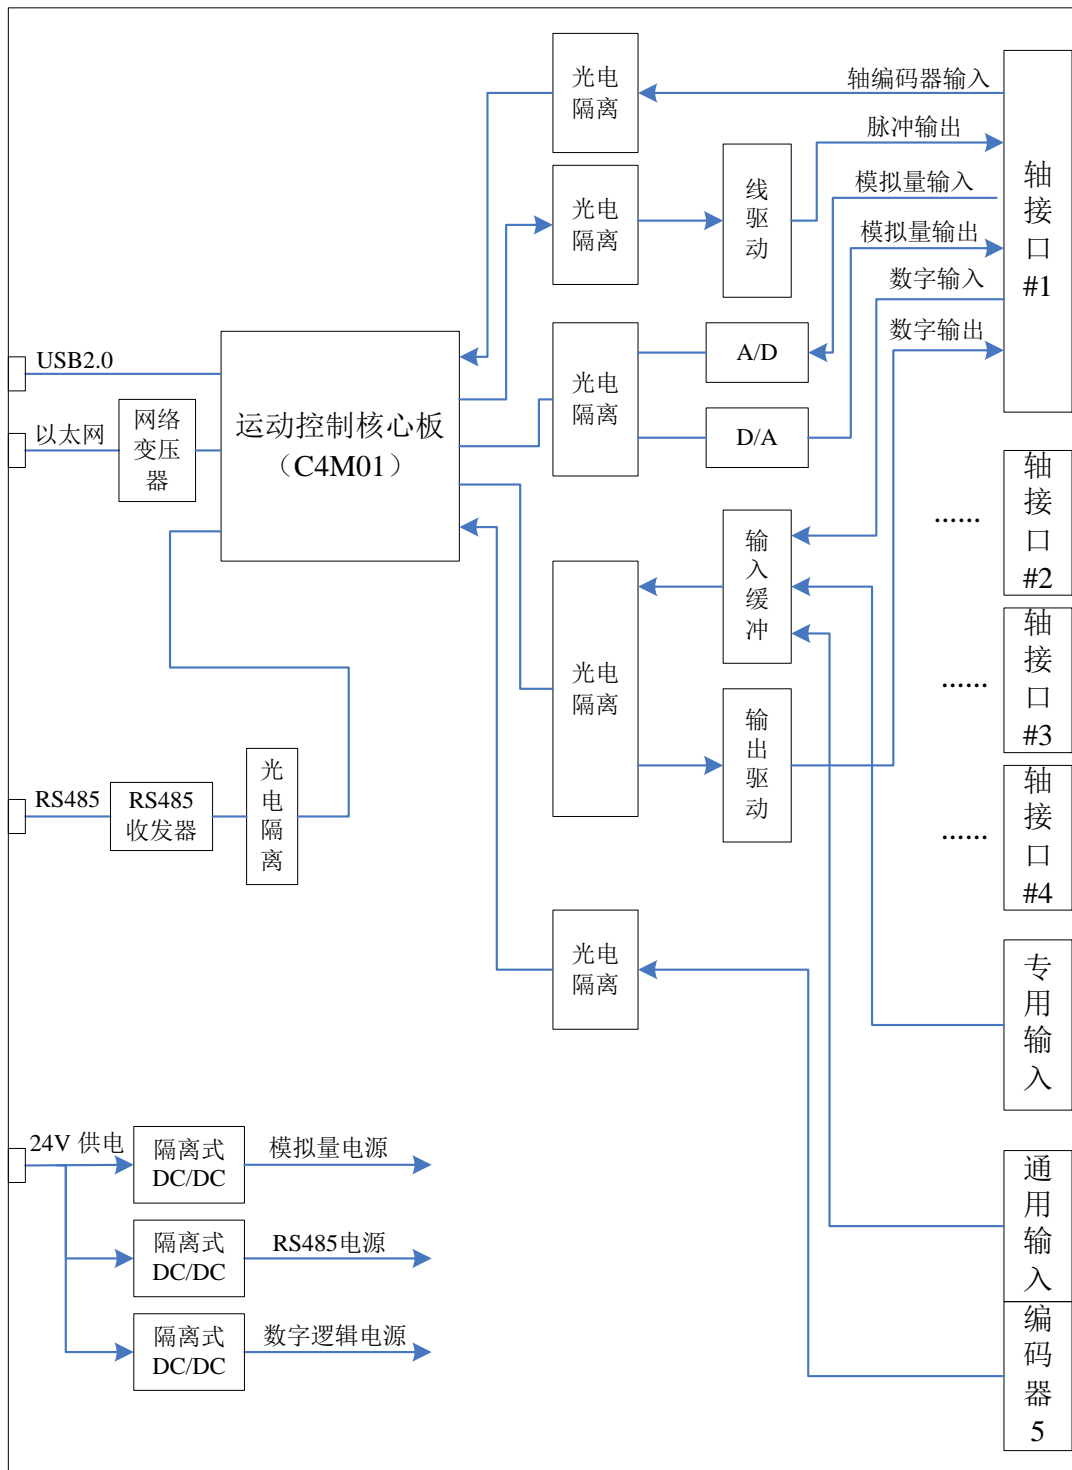 光电
隔离
轴编码器输入
脉冲输出
模拟量输入
模拟量输出
数字输入
数字输出
轴
接
口
#1
光电
隔离
线
驱
动
USB2.0
以太网
网络
变压
器
运动控制核心板
（C4M01）
光电
隔离
A/D
D/A
......
轴
接
口
#2
输
入
缓
冲
光电
隔离
输
出
驱
动
......
轴
接
口
#3
RS485
RS485
收发器
光
电
隔
离
......
轴
接
口
#4
光电
隔离
专
用
输
入
24V 供电
隔离式
DC/DC
模拟量电源
隔离式
DC/DC
RS485电源
隔离式
DC/DC
数字逻辑电源
通
用
输
入
编
码
器
5